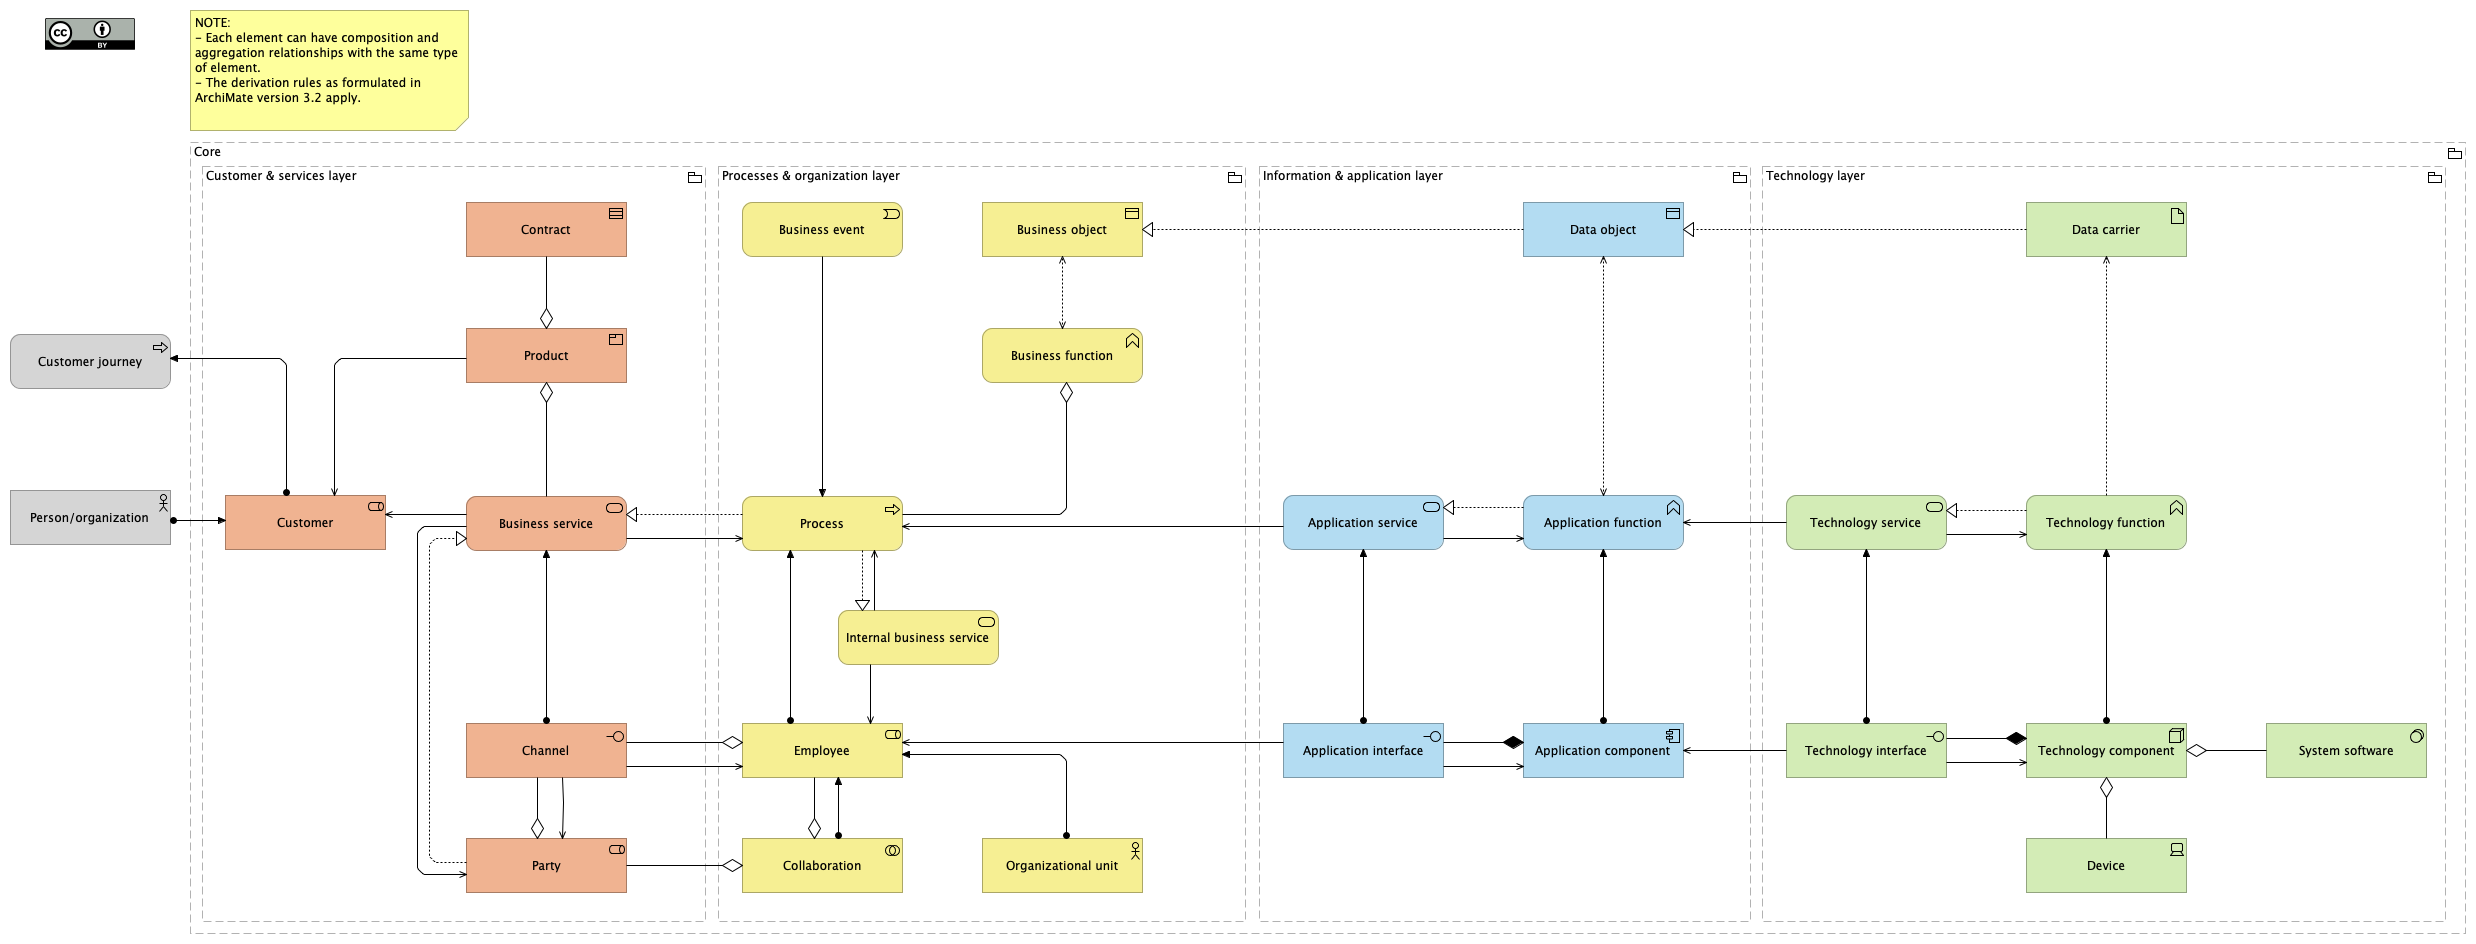 cc
BY
NOTE:
- Each element can have composition and
aggregation relationships with the same type
of element.
- The derivation rules as formulated in
ArchiMate version 3.2 apply.
Core
Customer & services layer
Processes & organization layer
Information & application layer
Technology layer
Contract
Business event
Business object
Data object
Data carrier
Customer journey
Product
Business function
Person/organization
Customer
Business service
Process
Application service
Application function
Technology service
Technology function
Internal business service
Channel
Employee
Application interface
Application component
Technology interface
Technology component
System software
Party
Collaboration
Organizational unit
Device